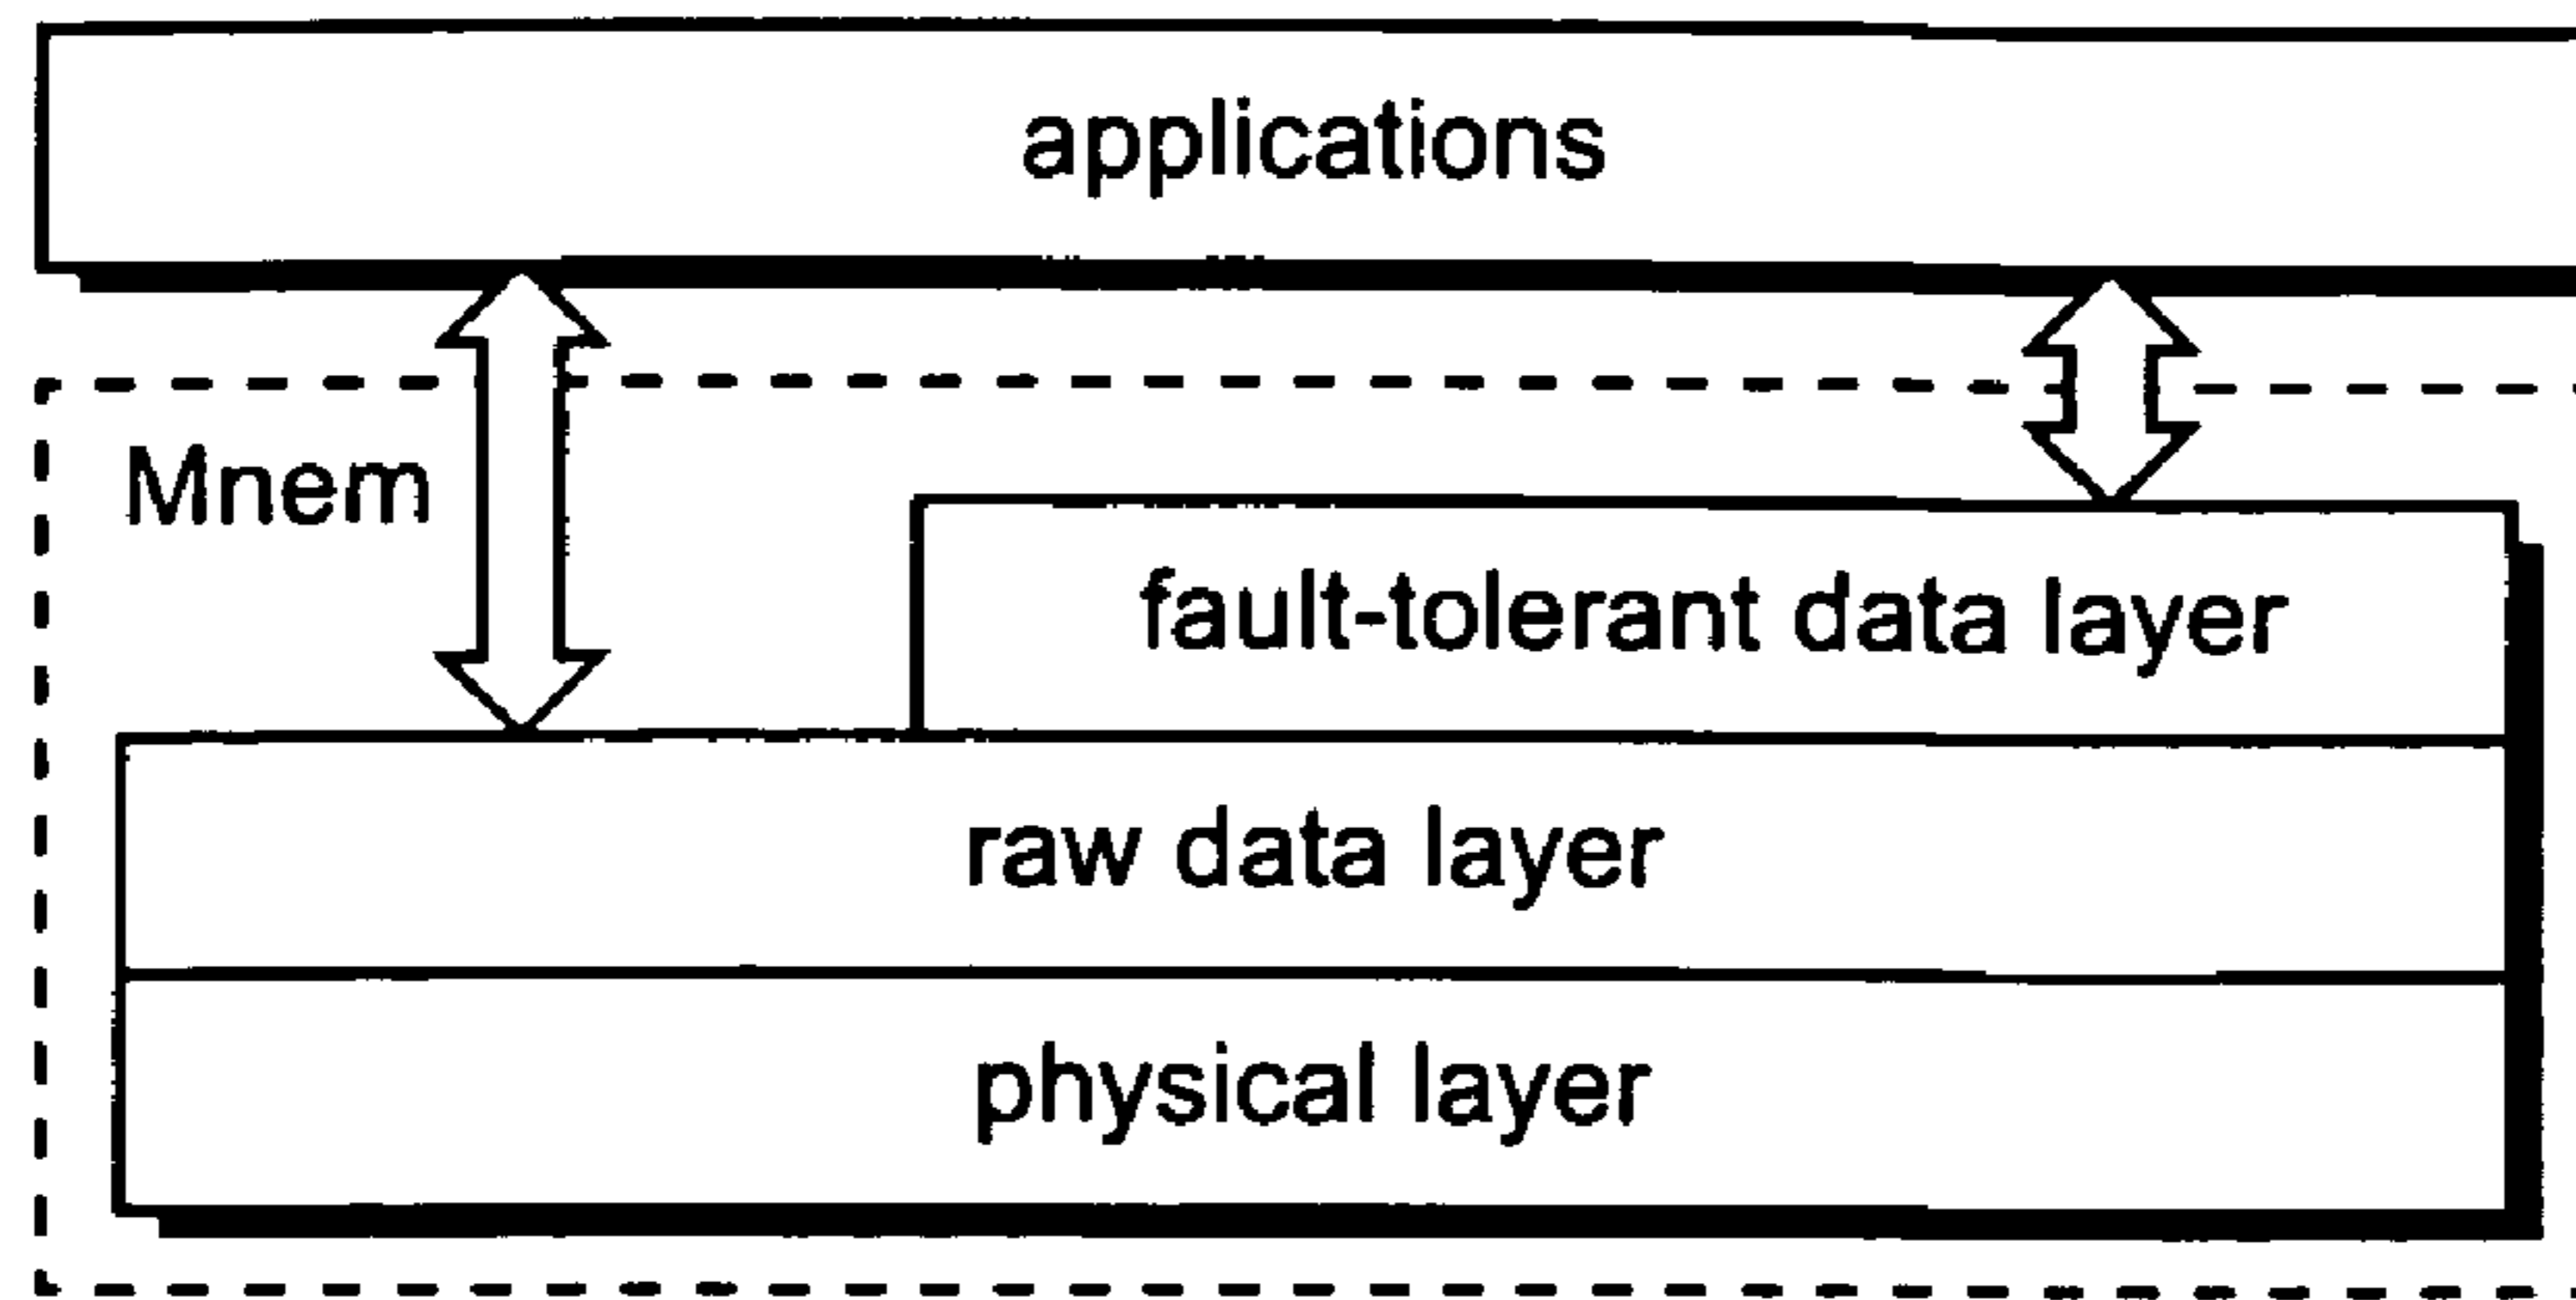 applications
Mnem
fault-tolerant data layer
raw data layer
physical layer